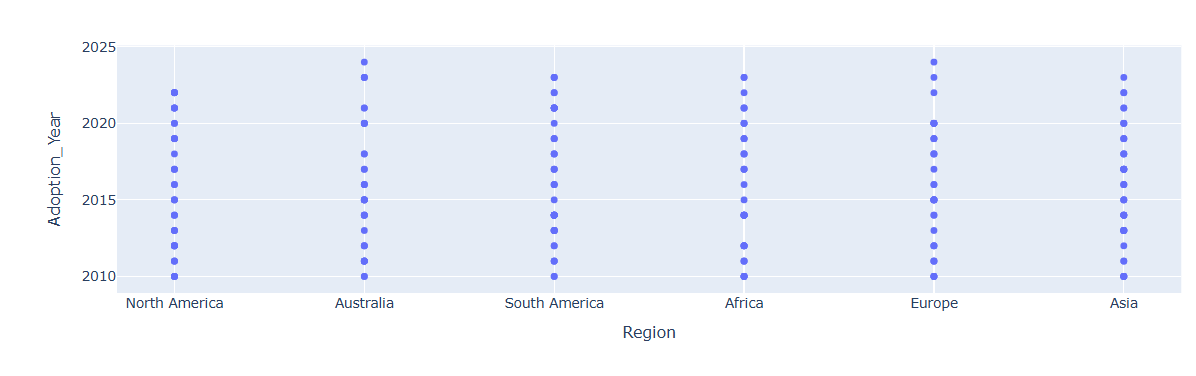 2025
2020
2015
2010
Adoption_Year
North America Australia South America Africa Europe Asia
Region